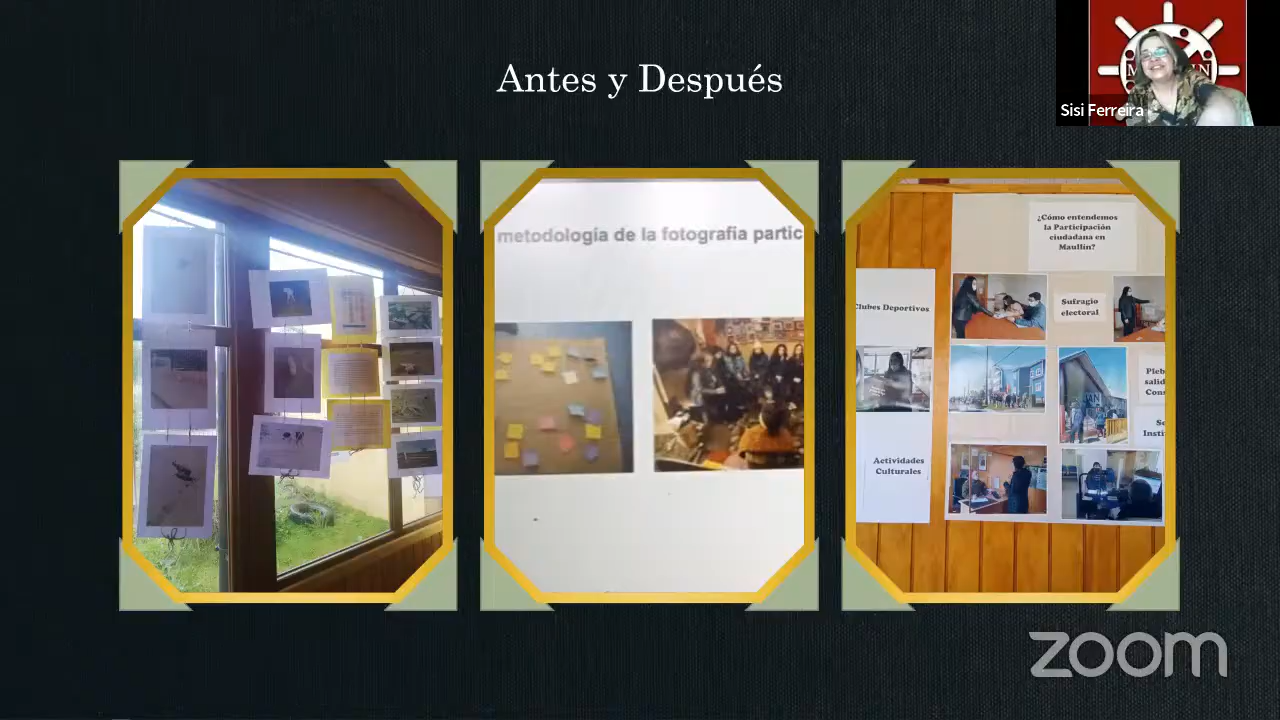 Antes y Después
Sisi Ferreira
metodología de la fotografía partic
¿Cómo entendemos
la Participación
ciudadana en
Maullín?
Clubes Deportivos
Sufragio
electoral
Actividades
Culturales
zoom